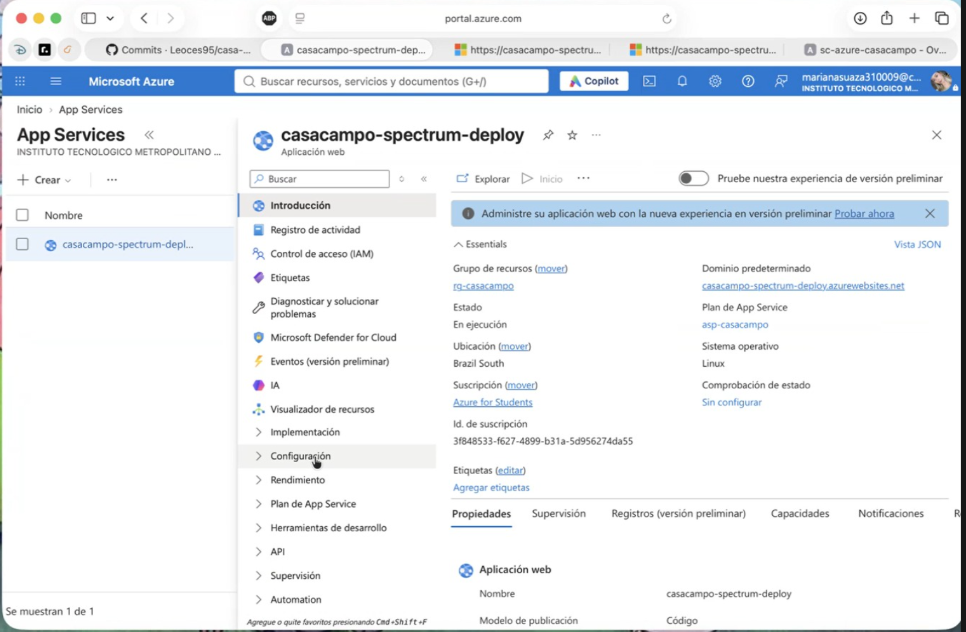 portal.azure.com
ABP
Commits · Leoces95/casa-...
casacampo-spectrum-dep...
https://casacampo-spectru...
https://casacampo-spectru...
sc-azure-casacampo - Ov...
Microsoft Azure
Buscar recursos, servicios y documentos (G+/)
Copilot
marianasuaza310009@c...
INSTITUTO TECNOLOGICO M...
Inicio > App Services
App Services
INSTITUTO TECNOLOGICO METROPOLITANO ...
Crear
Nombre
casacampo-spectrum-depl...
Se muestran 1 de 1
casacampo-spectrum-deploy
Aplicación web
Buscar
Introducción
Registro de actividad
Control de acceso (IAM)
Etiquetas
Diagnosticar y solucionar
problemas
Microsoft Defender for Cloud
Eventos (versión preliminar)
IA
Visualizador de recursos
Implementación
Configuración
Rendimiento
Plan de App Service
Herramientas de desarrollo
API
Supervisión
Automation
Agregue o quite favoritos presionando Cmd+Shift+F
Explorar
Inicio
Pruebe nuestra experiencia de versión preliminar
Administre su aplicación web con la nueva experiencia en versión preliminar Probar ahora
Essentials
Vista JSON
Grupo de recursos (mover)
rg-casacampo
Estado
En ejecución
Ubicación (mover)
Brazil South
Suscripción (mover)
Azure for Students
Id. de suscripción
3f848533-f627-4899-b31a-5d956274da55
Etiquetas (editar)
Agregar etiquetas
Dominio predeterminado
casacampo-spectrum-deploy.azurewebsites.net
Plan de App Service
asp-casacampo
Sistema operativo
Linux
Comprobación de estado
Sin configurar
Propiedades
Supervisión
Registros (versión preliminar)
Capacidades
Notificaciones
Aplicación web
Nombre
casacampo-spectrum-deploy
Modelo de publicación
Código